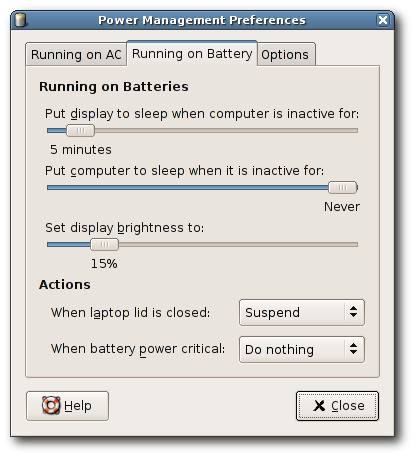 Power Management Preferences
Running on AC Running on Battery Options
Running on Batteries
Put display to sleep when computer is inactive for:
5 minutes
Put computer to sleep when it is inactive for:
Never
Set display brightness to:
15%
Actions
When laptop lid is closed: Suspend
When battery power critical: Do nothing
Help Close